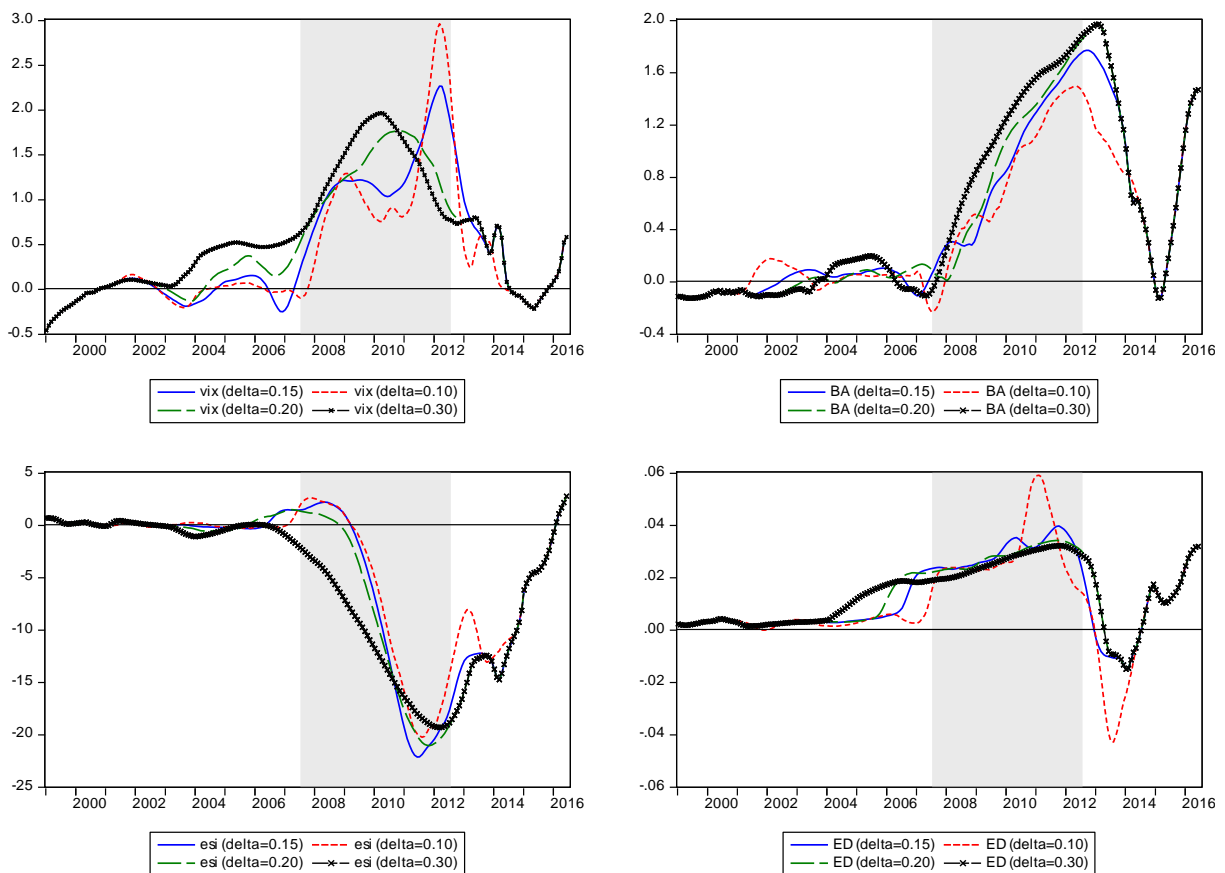 3.0
2.5
2.0
1.5
1.0
0.5
0.0
-0.5
2000 2002 2004 2006 2008 2010 2012 2014 2016
vix (delta=0.15) vix (delta=0.10)
vix (delta=0.20) vix (delta=0.30)
2.0
1.6
1.2
0.8
0.4
0.0
-0.4
2000 2002 2004 2006 2008 2010 2012 2014 2016
BA (delta=0.15) BA (delta=0.10)
BA (delta=0.20) BA (delta=0.30)
5
0
-5
-10
-15
-20
-25
2000 2002 2004 2006 2008 2010 2012 2014 2016
esi (delta=0.15) esi (delta=0.10)
esi (delta=0.20) esi (delta=0.30)
.06
.04
.02
.00
-.02
-.04
-.06
2000 2002 2004 2006 2008 2010 2012 2014 2016
ED (delta=0.15) ED (delta=0.10)
ED (delta=0.20) ED (delta=0.30)